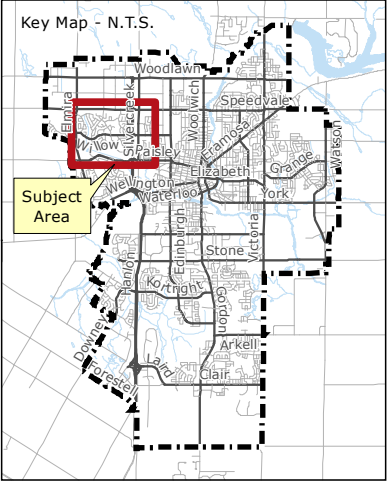 Key Map - N.T.S.
Woodlawn
Elmira
Silvercreek
Woolwich
Speedvale
Eramosa
Watson
Willow
Paisley
Grange
Elizabeth
Wellington
Waterloo
York
Subject
Area
Edinburgh
Victoria
Stone
Hanlon
Kortright
Gordon
Downey
Arkell
Laird
Clair
Forestell